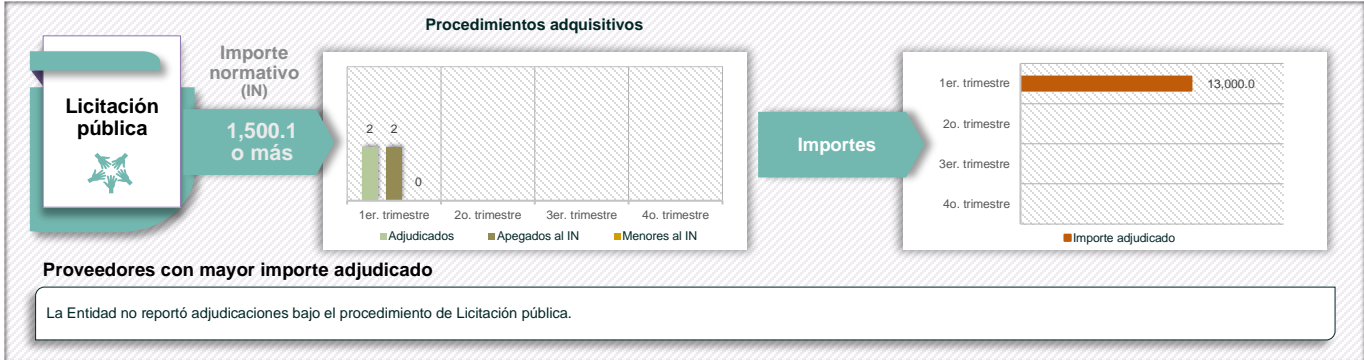 Procedimientos adquisitivos
Licitación
pública
Importe
normativo
(IN)
1,500.1
o más
2 2
0
1er. trimestre 2o. trimestre 3er. trimestre 4o. trimestre
Adjudicados Apegados al IN Menores al IN
Importes
1er. trimestre 13,000.0
2o. trimestre
3er. trimestre
4o. trimestre
Importe adjudicado
Proveedores con mayor importe adjudicado
La Entidad no reportó adjudicaciones bajo el procedimiento de Licitación pública.